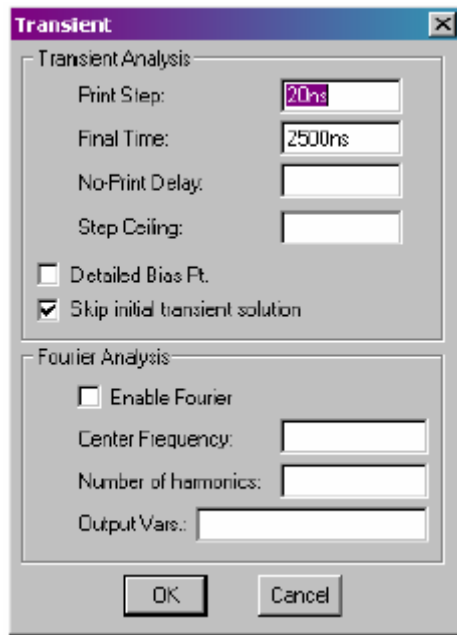 Transient
Transient Analysis
Print Step: 20ns
Final Time: 2500ns
No-Print Delay:
Step Ceiling:
Detailed Bias Pt.
Skip initial transient solution
Fourier Analysis
Enable Fourier
Center Frequency:
Number of harmonics:
Output Vars.:
OK Cancel